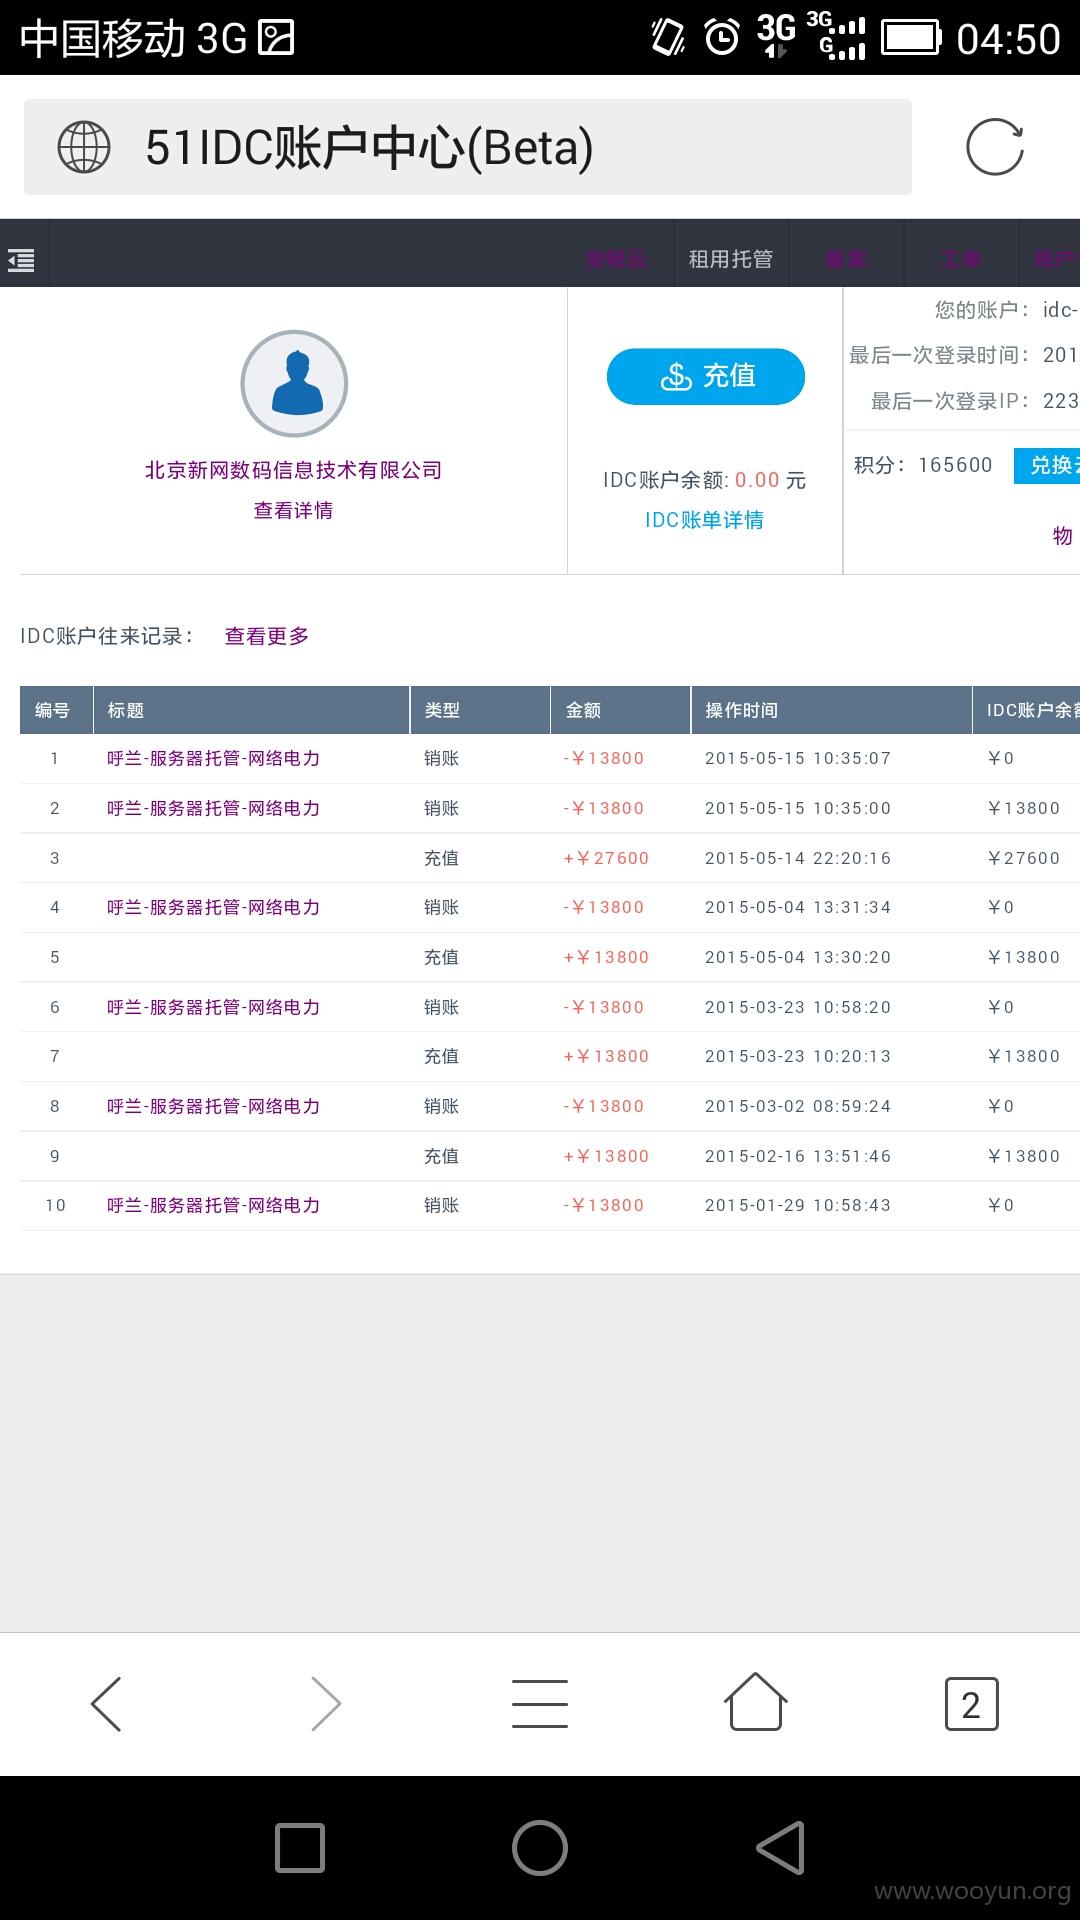 中国移动 3G 3G 3G G 04:50
51IDC账户中心(Beta)
租用托管 备案 工单 账户
北京新网数码信息技术有限公司
查看详情
充值
IDC账户余额: 0.00 元
IDC账单详情
您的账户: idc-
最后一次登录时间: 201
最后一次登录IP: 223
积分: 165600 兑换
物
IDC账户往来记录: 查看更多
编号 标题 类型 金额 操作时间 IDC账户余额
1 呼兰-服务器托管-网络电力 销账 -￥13800 2015-05-15 10:35:07 ￥0
2 呼兰-服务器托管-网络电力 销账 -￥13800 2015-05-15 10:35:00 ￥13800
3 充值 +￥27600 2015-05-14 22:20:16 ￥27600
4 呼兰-服务器托管-网络电力 销账 -￥13800 2015-05-04 13:31:34 ￥0
5 充值 +￥13800 2015-05-04 13:30:20 ￥13800
6 呼兰-服务器托管-网络电力 销账 -￥13800 2015-03-23 10:58:20 ￥0
7 充值 +￥13800 2015-03-23 10:20:13 ￥13800
8 呼兰-服务器托管-网络电力 销账 -￥13800 2015-03-02 08:59:24 ￥0
9 充值 +￥13800 2015-02-16 13:51:46 ￥13800
10 呼兰-服务器托管-网络电力 销账 -￥13800 2015-01-29 10:58:43 ￥0
2
www.wooyun.org